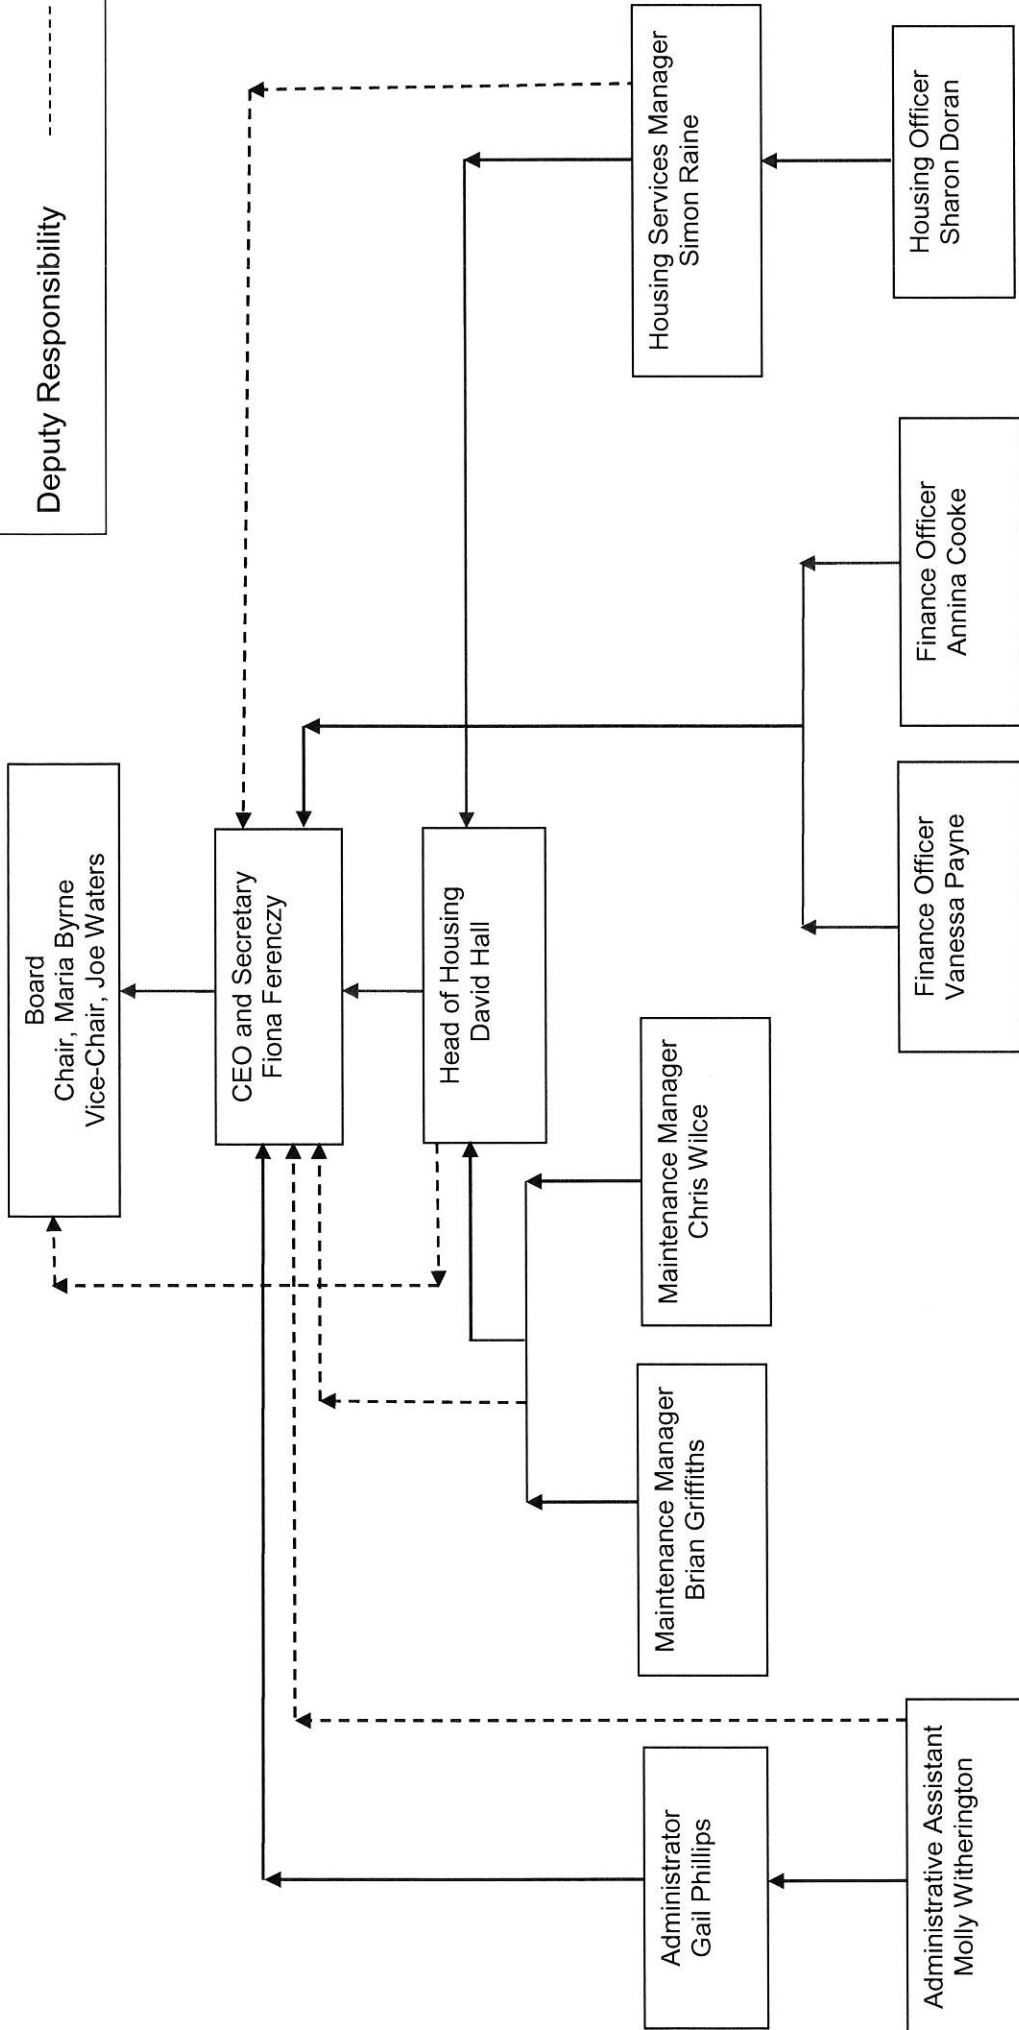 Deputy Responsibility
Board
Chair, Maria Byrne
Vice-Chair, Joe Waters
CEO and Secretary
Fiona Ferenczy
Head of Housing
David Hall
Administrator
Gail Phillips
Maintenance Manager
Brian Griffiths
Maintenance Manager
Chris Wilce
Housing Services Manager
Simon Raine
Administrative Assistant
Molly Witherington
Finance Officer
Vanessa Payne
Finance Officer
Annina Cooke
Housing Officer
Sharon Doran